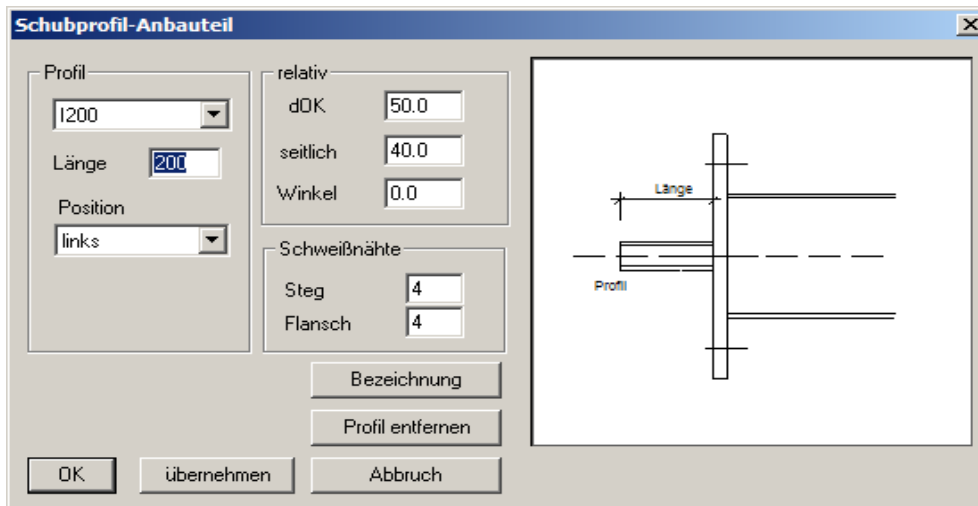 Schubprofil-Anbauteil
Profil
I200
Länge 200
Position
links
relativ
dOK 50.0
seitlich 40.0
Winkel 0.0
Schweißnähte
Steg 4
Flansch 4
Bezeichnung
Profil entfernen
OK übernehmen Abbruch
Länge
Profil